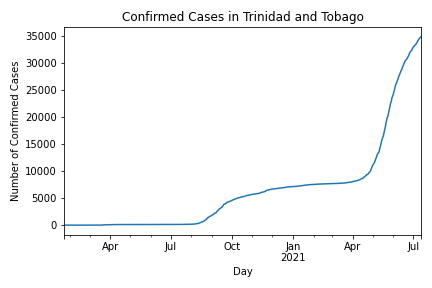 Confirmed Cases in Trinidad and Tobago
Number of Confirmed Cases
35000
30000
25000
20000
15000
10000
5000
0
Apr
Jul
Oct
Jan
2021
Apr
Jul
Day